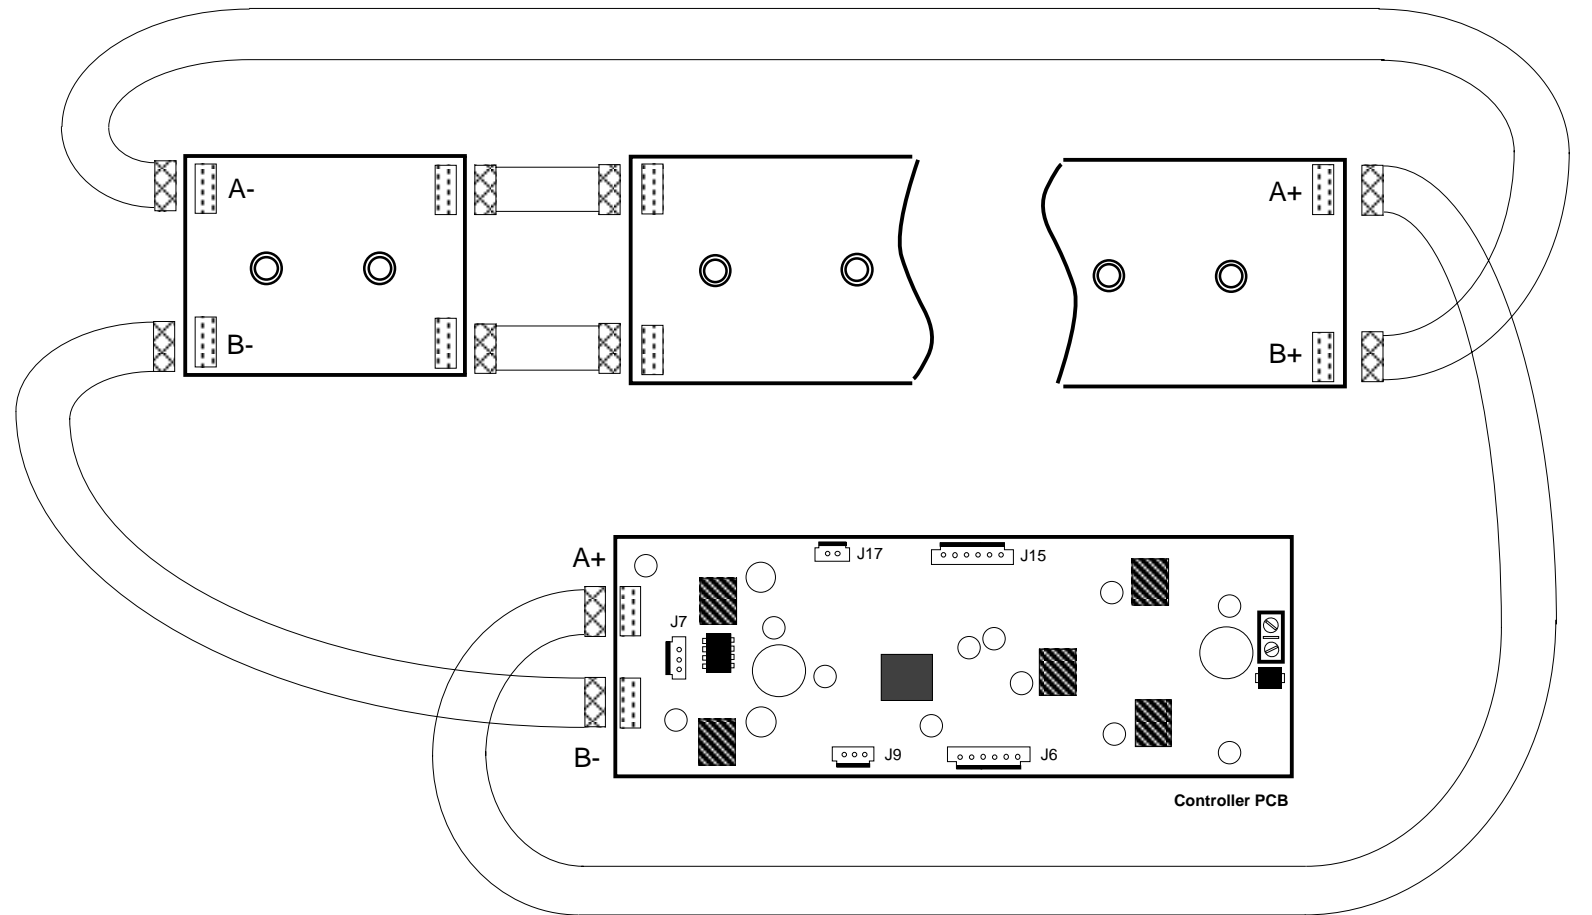 A-
A+
B-
B+
A+
J17
J15
J7
B-
J9
J6
Controller PCB